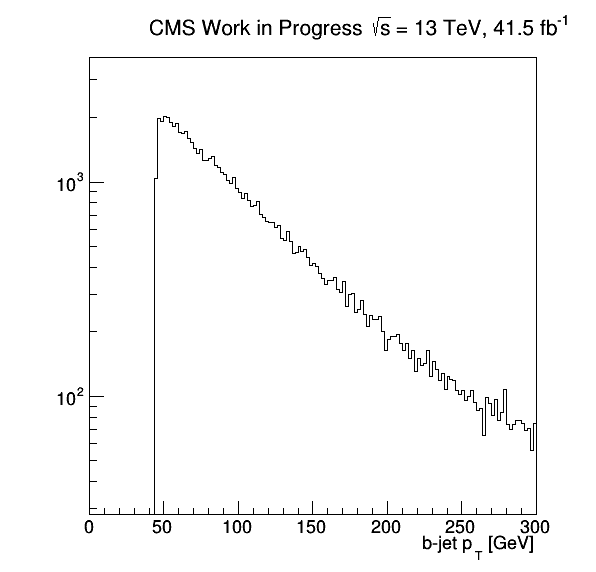 CMS Work in Progress √s = 13 TeV, 41.5 fb⁻¹
10³
10²
0 50 100 150 200 250 300
b-jet p_T [GeV]